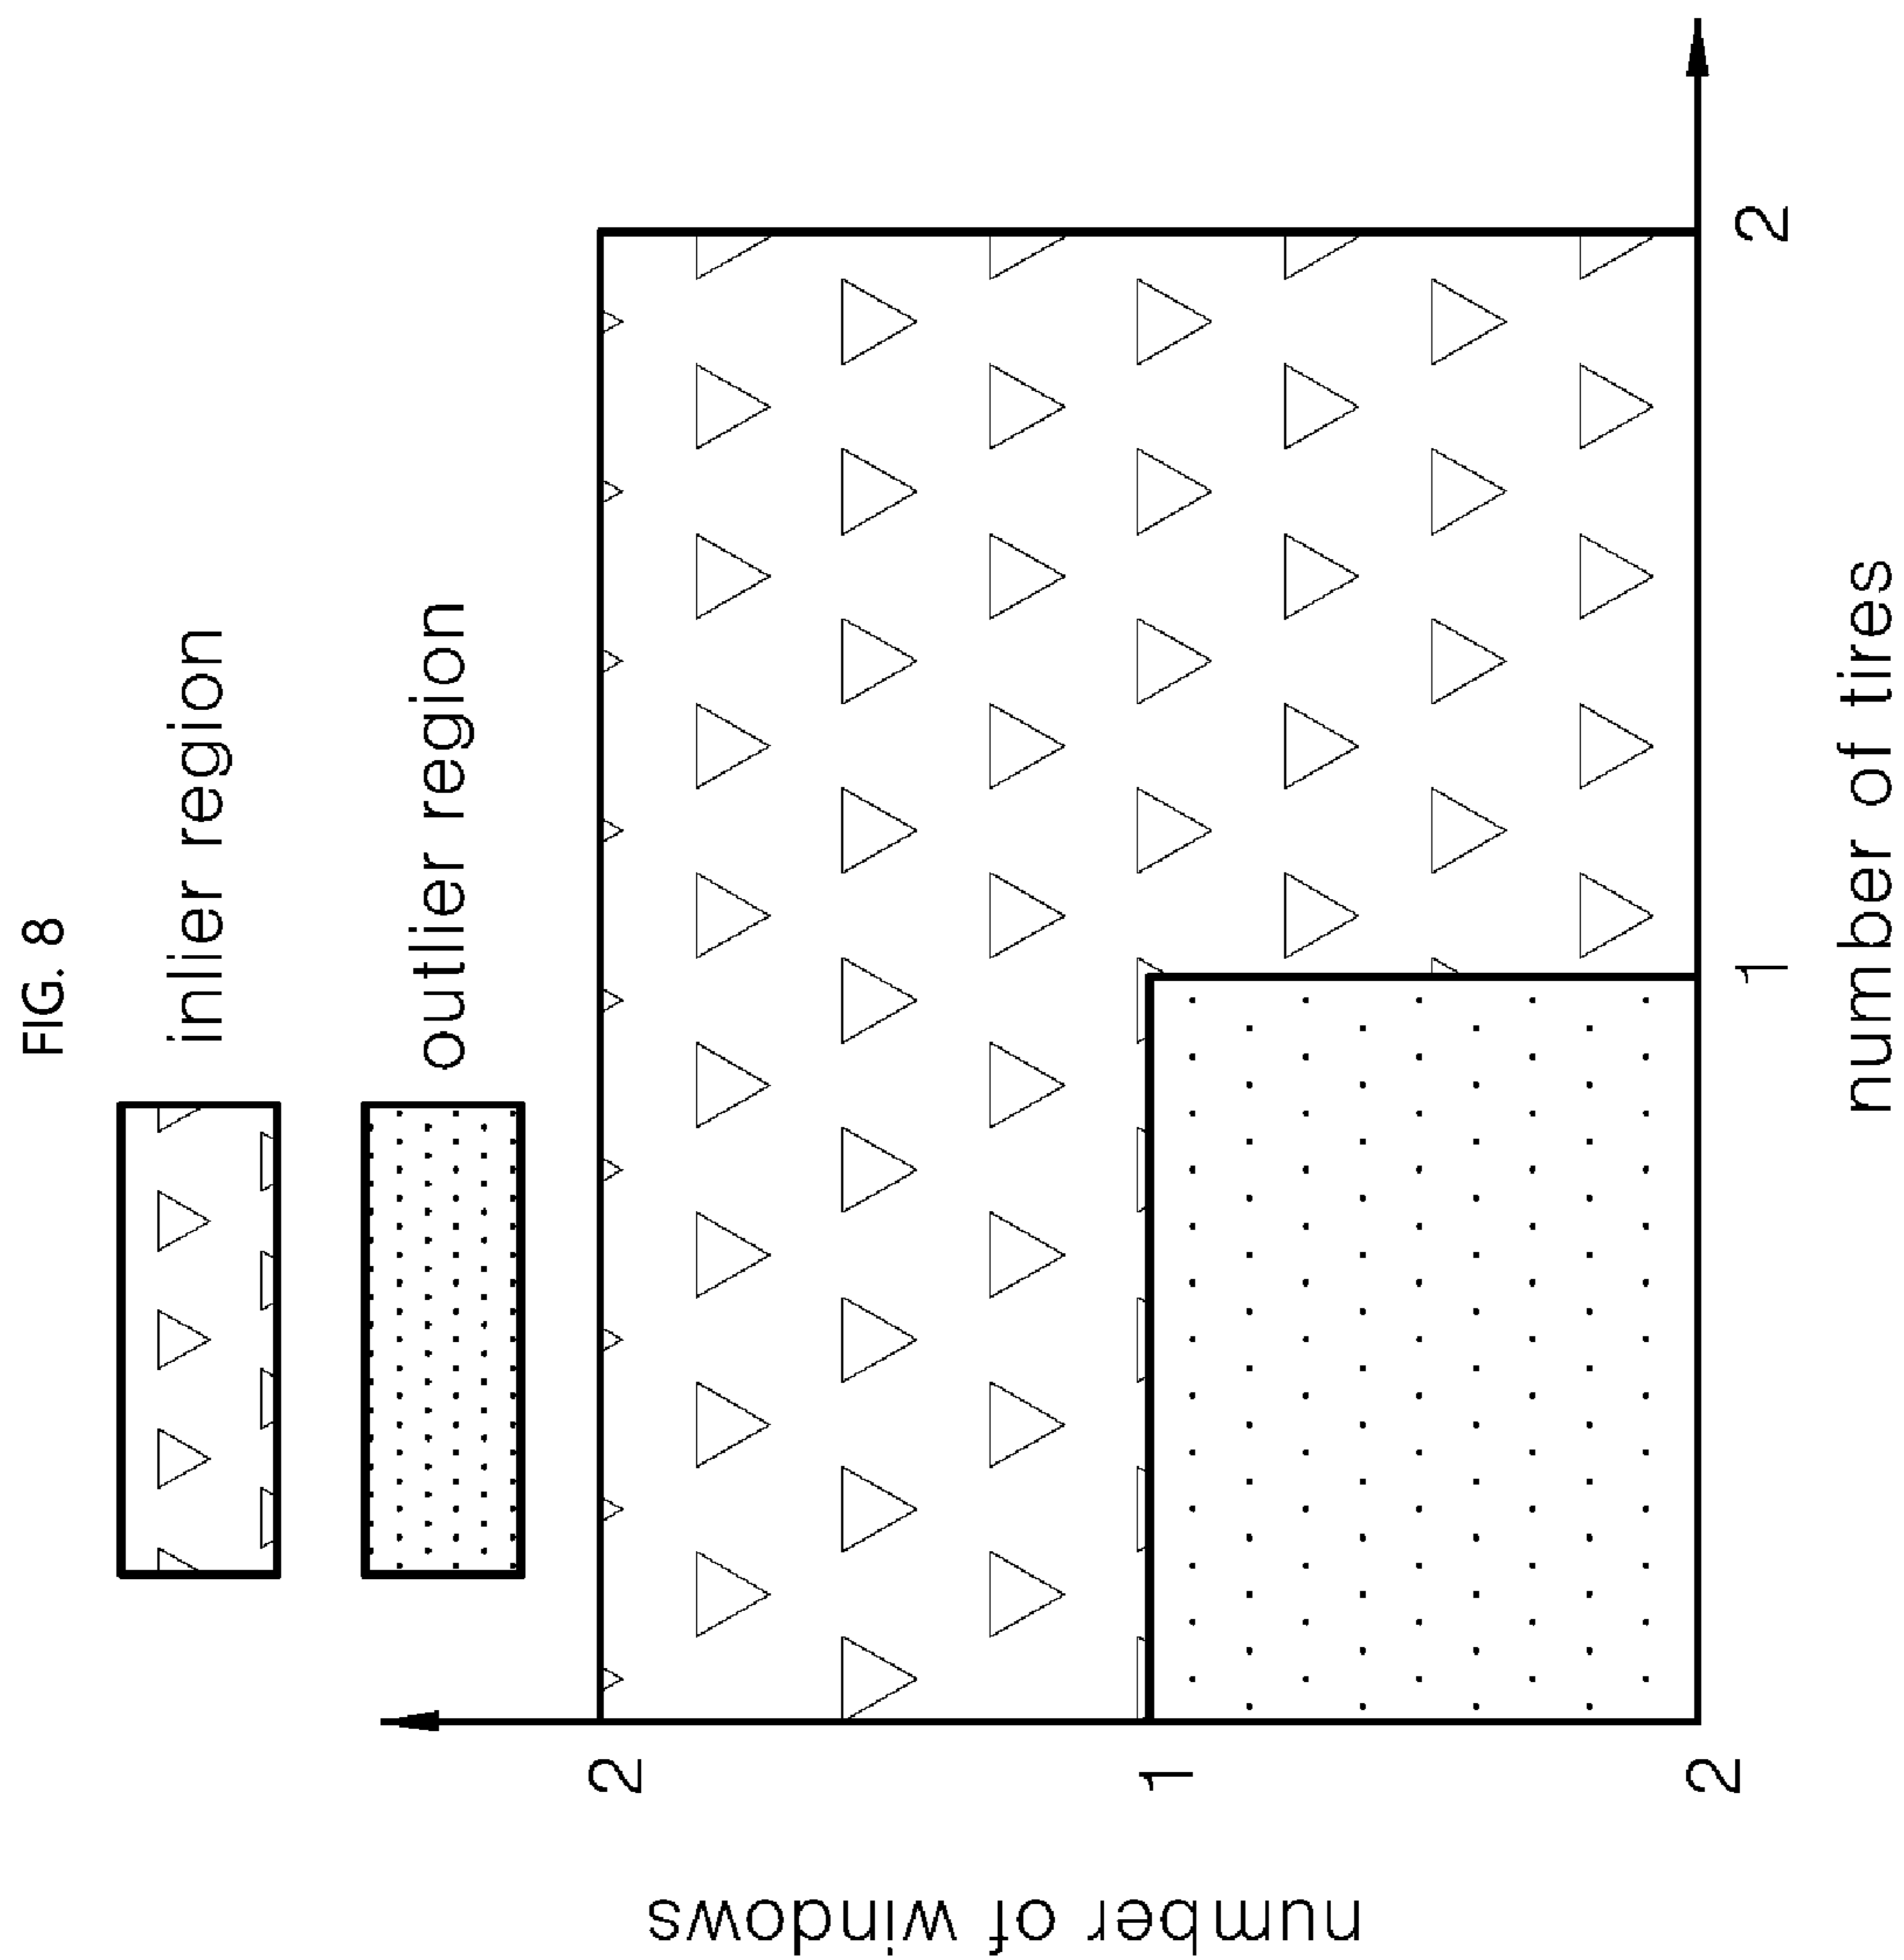 FIG. 8
inlier region
outlier region
number of windows
2
1
2
1
2
number of tires